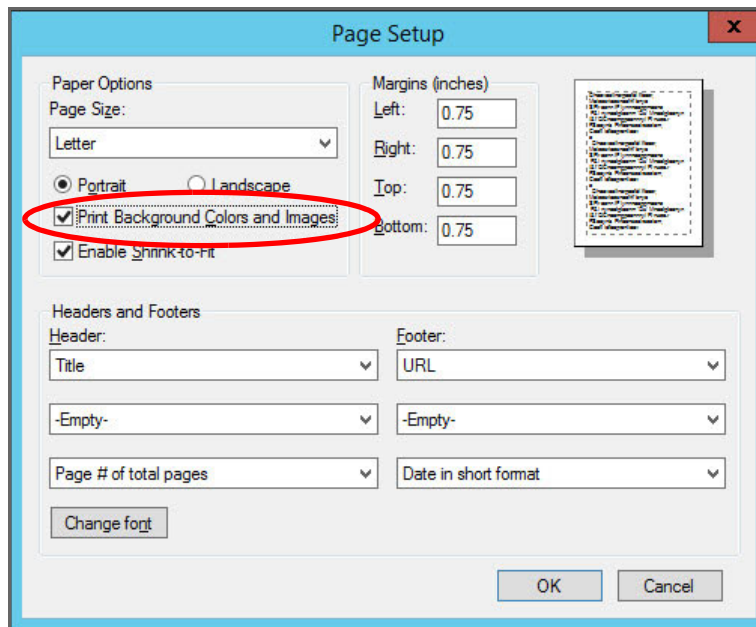 Page Setup
x
Paper Options
Page Size:
Letter
Portrait Landscape
Print Background Colors and Images
Enable Shrink-to-Fit
Margins (inches)
Left: 0.75
Right: 0.75
Top: 0.75
Bottom: 0.75
Headers and Footers
Header: Footer:
Title URL
-Empty- -Empty-
Page # of total pages Date in short format
Change font
OK Cancel